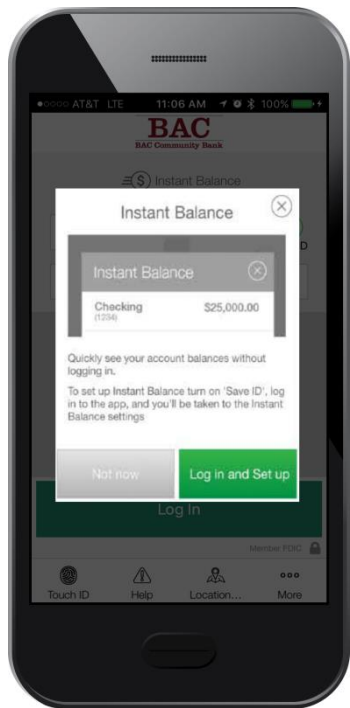 ●○○○○ AT&T LTE 11:06 AM 100%
BAC
BAC Community Bank
Instant Balance
Instant Balance
D
Instant Balance
Checking $25,000.00
(1234)
Quickly see your account balances without
logging in.
To set up Instant Balance turn on 'Save ID', log
in to the app, and you'll be taken to the Instant
Balance settings
Not now Log in and Set up
Log In
Member FDIC
Touch ID Help Location... More